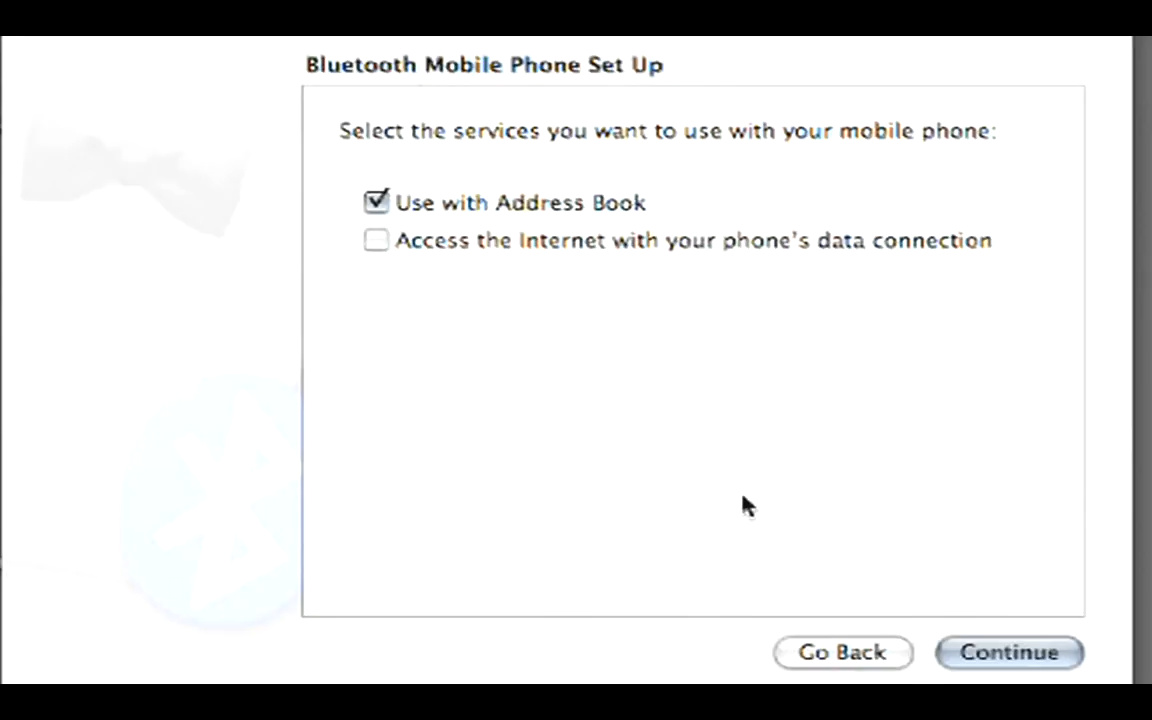 Bluetooth Mobile Phone Set Up
Select the services you want to use with your mobile phone:
Use with Address Book
Access the Internet with your phone's data connection
Go Back
Continue